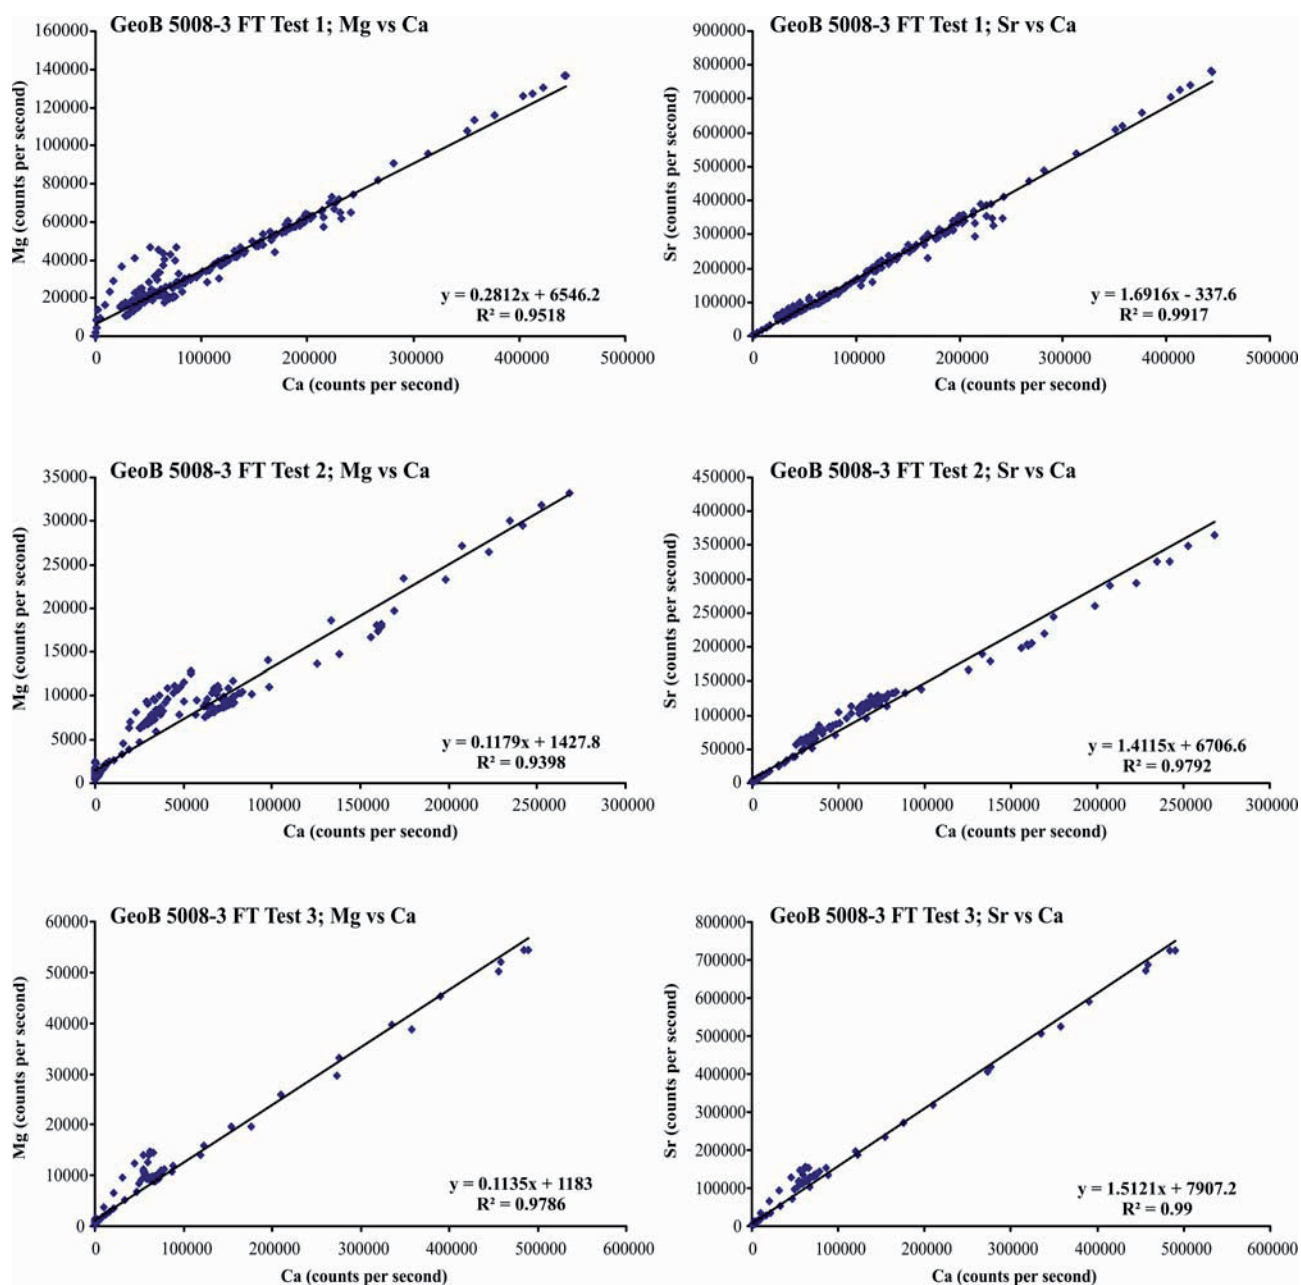 GeoB 5008-3 FT Test 1; Mg vs Ca
Mg (counts per second)
160000
140000
120000
100000
80000
60000
40000
20000
0
y = 0.2812x + 6546.2
R² = 0.9518
0 100000 200000 300000 400000 500000
Ca (counts per second)
GeoB 5008-3 FT Test 1; Sr vs Ca
Sr (counts per second)
900000
800000
700000
600000
500000
400000
300000
200000
100000
0
y = 1.6916x - 337.6
R² = 0.9917
0 100000 200000 300000 400000 500000
Ca (counts per second)
GeoB 5008-3 FT Test 2; Mg vs Ca
Mg (counts per second)
35000
30000
25000
20000
15000
10000
5000
0
y = 0.1179x + 1427.8
R² = 0.9398
0 50000 100000 150000 200000 250000 300000
Ca (counts per second)
GeoB 5008-3 FT Test 2; Sr vs Ca
Sr (counts per second)
450000
400000
350000
300000
250000
200000
150000
100000
50000
0
y = 1.4115x + 6706.6
R² = 0.9792
0 50000 100000 150000 200000 250000 300000
Ca (counts per second)
GeoB 5008-3 FT Test 3; Mg vs Ca
Mg (counts per second)
60000
50000
40000
30000
20000
10000
0
y = 0.1135x + 1183
R² = 0.9786
0 100000 200000 300000 400000 500000 600000
Ca (counts per second)
GeoB 5008-3 FT Test 3; Sr vs Ca
Sr (counts per second)
800000
700000
600000
500000
400000
300000
200000
100000
0
y = 1.5121x + 7907.2
R² = 0.99
0 100000 200000 300000 400000 500000 600000
Ca (counts per second)